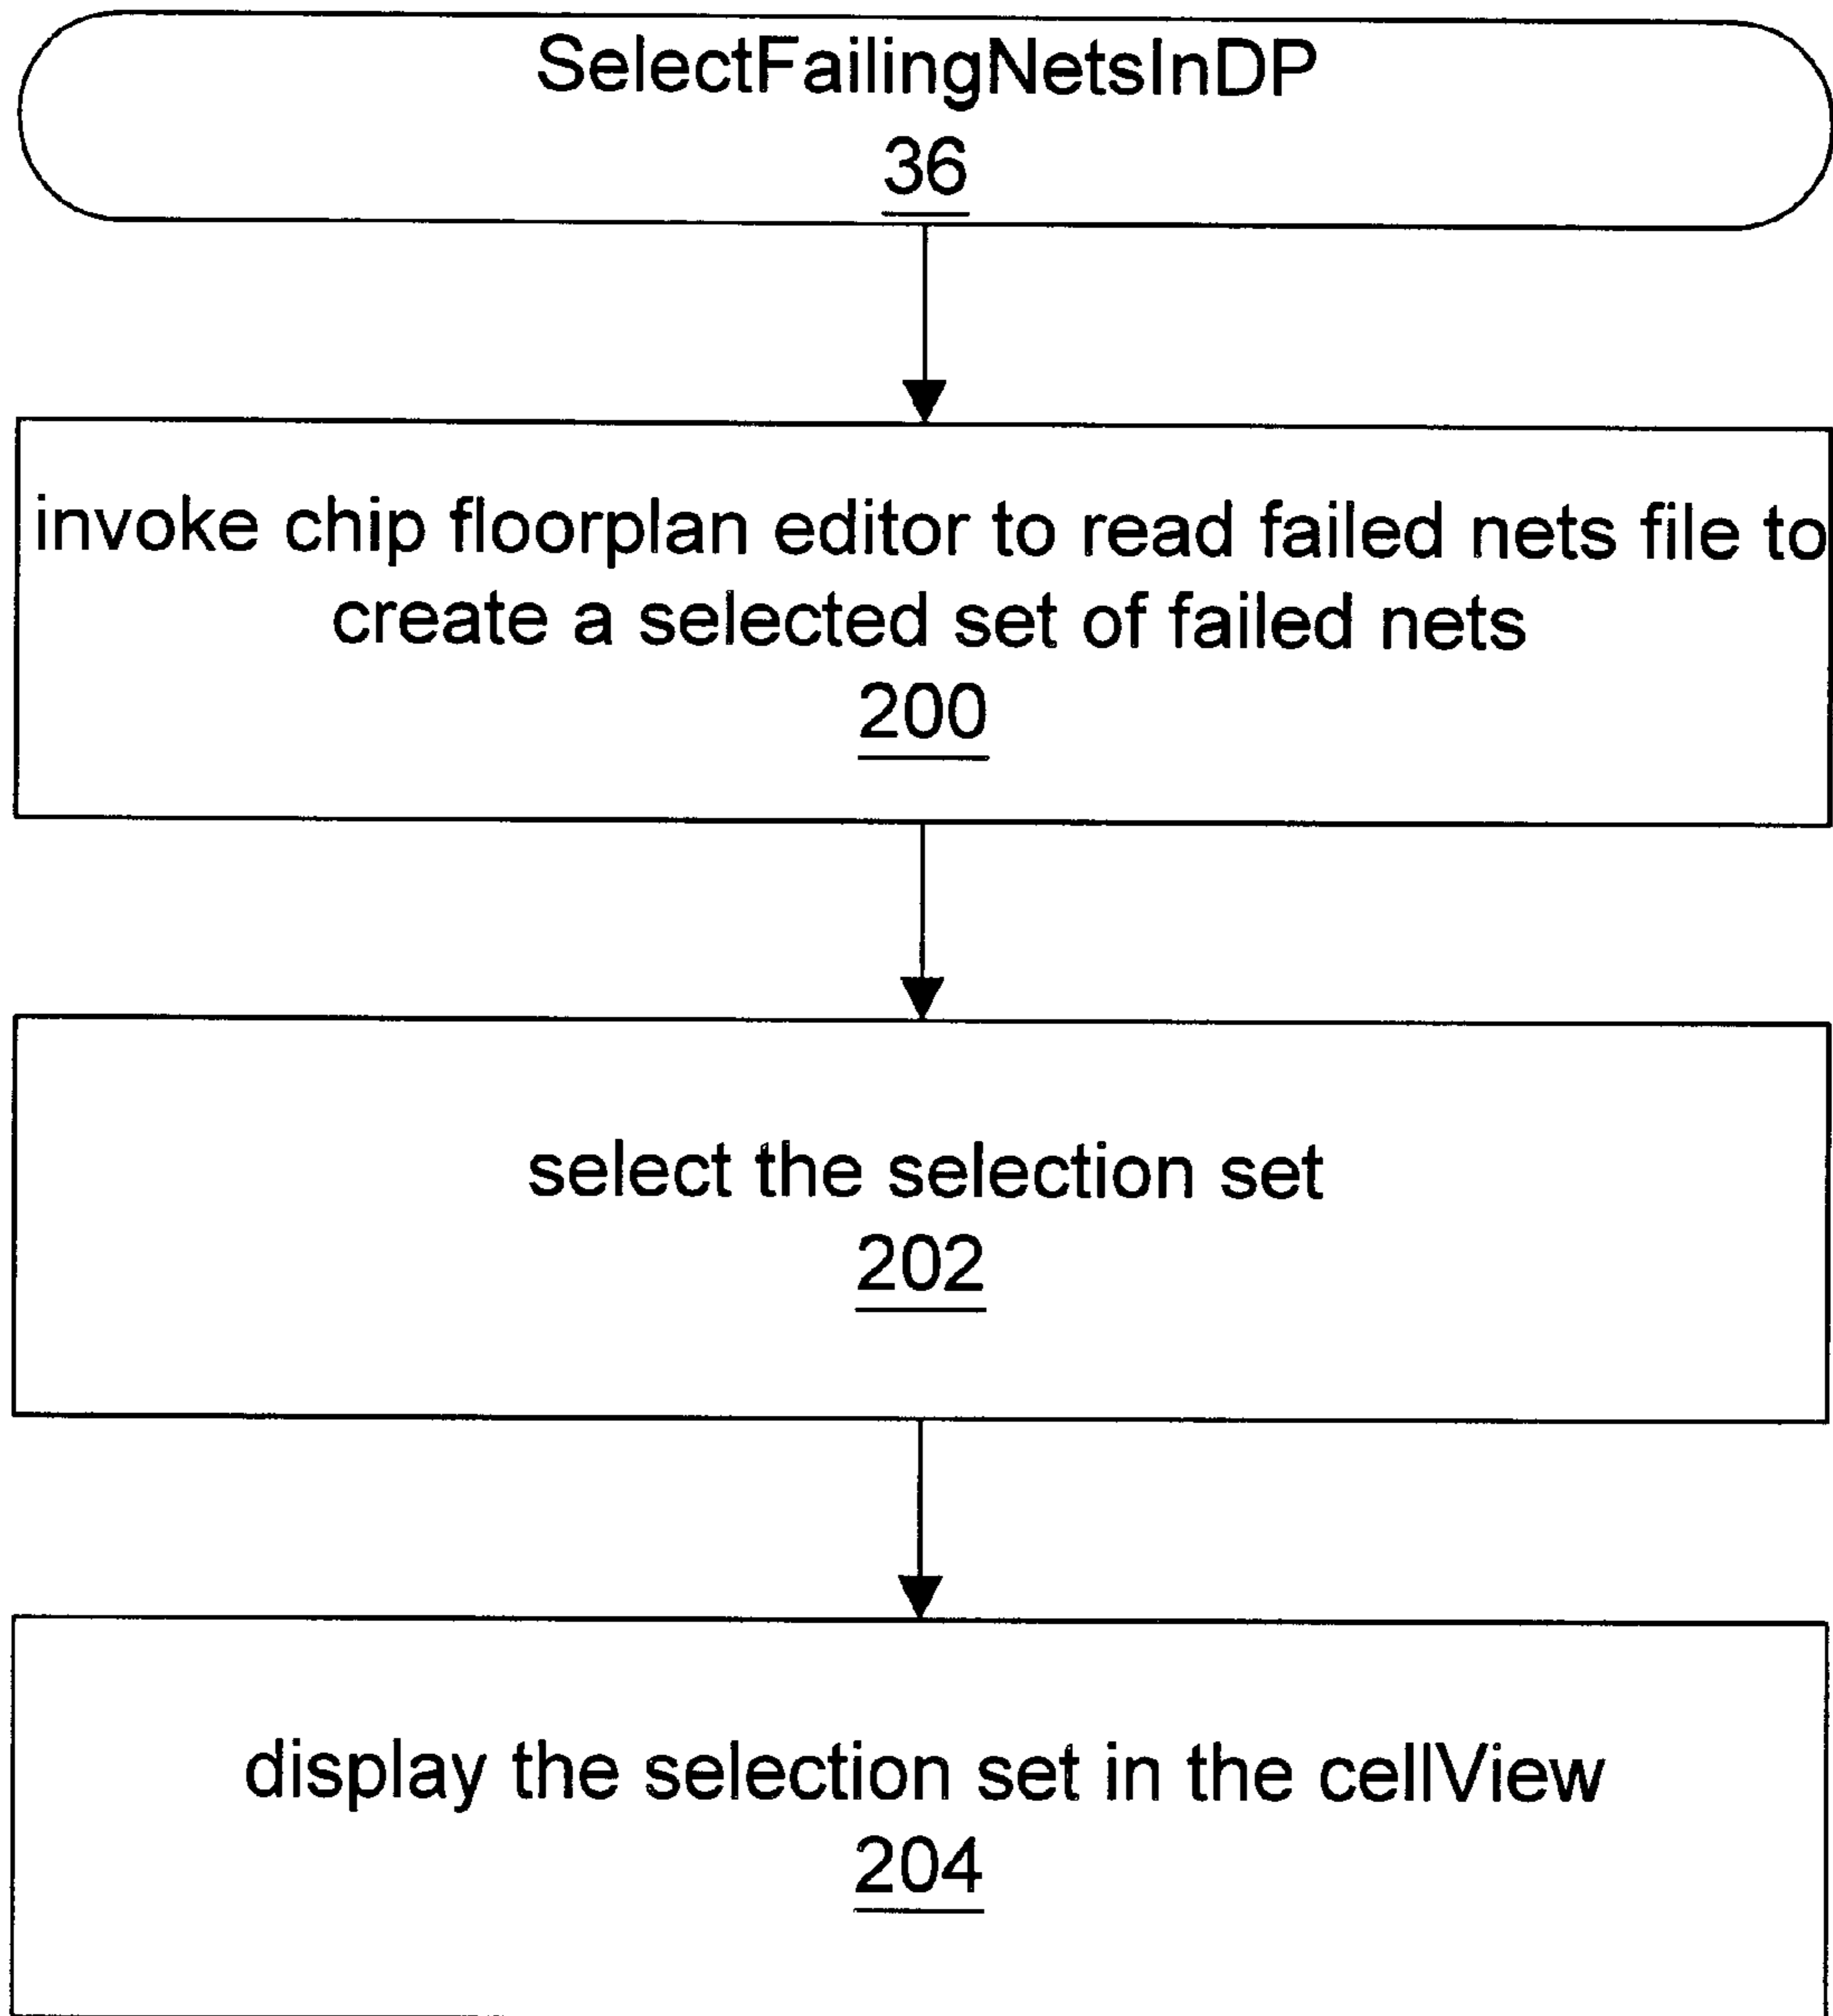 SelectFailingNetsInDP
36
invoke chip floorplan editor to read failed nets file to
create a selected set of failed nets
200
select the selection set
202
display the selection set in the cellView
204